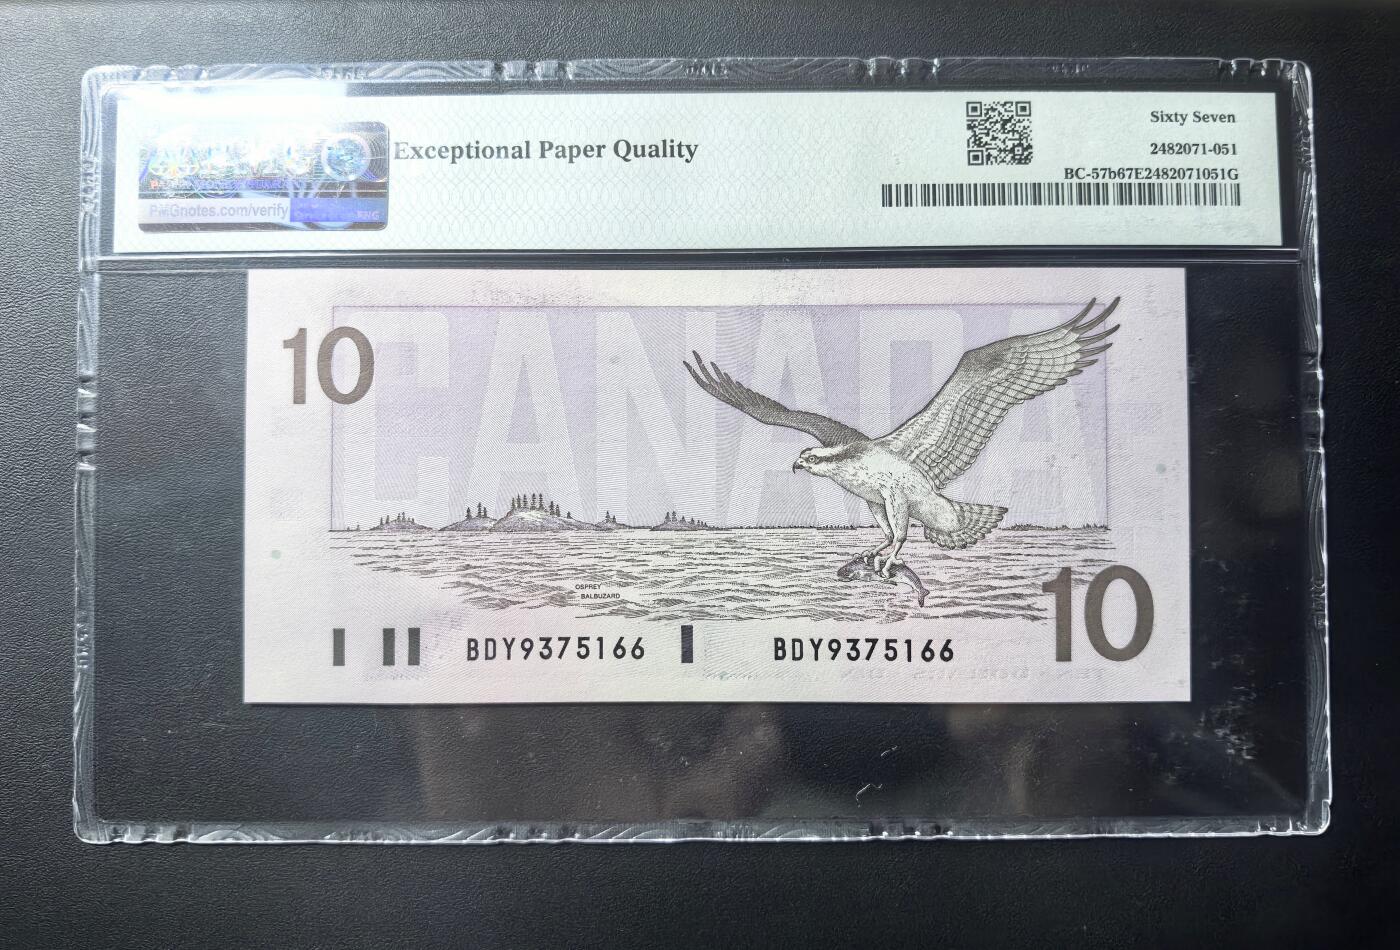 Exceptional Paper Quality
PMGnotes.com/verify
Sixty Seven
2482071-051
BC-57b67E2482071051G
CANADA
10
OSPREY
BALBUZARD
10
BDY9375166
BDY9375166